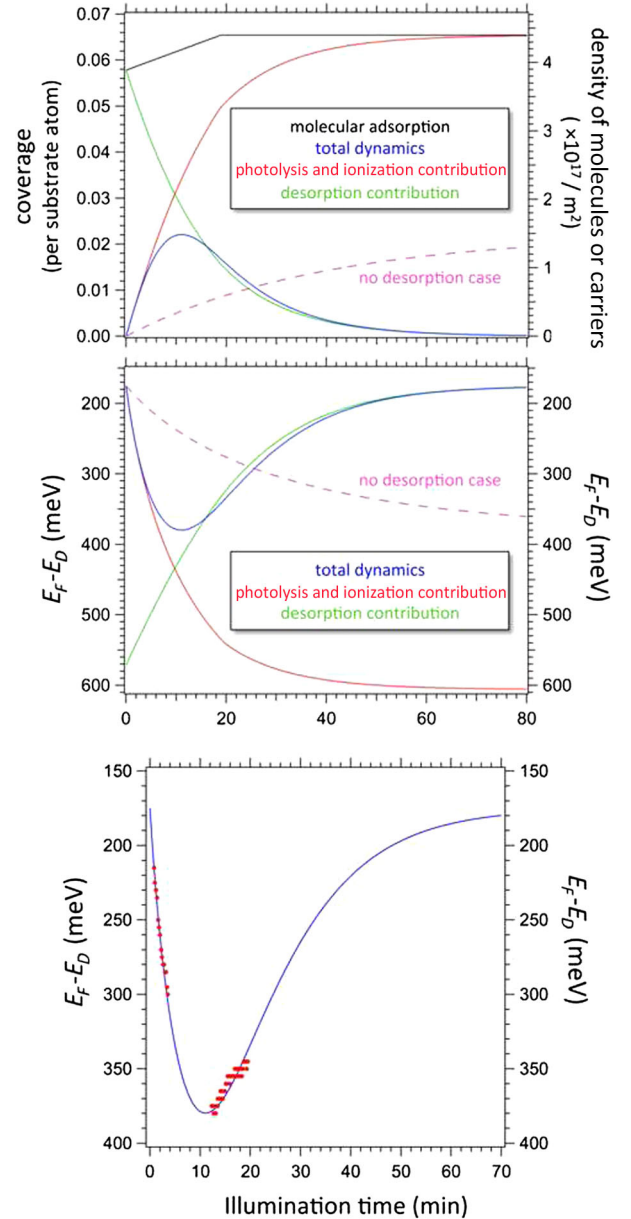 0.07
0.06
0.05
0.04
0.03
0.02
0.01
0.00
coverage
(per substrate atom)
molecular adsorption
total dynamics
photolysis and ionization contribution
desorption contribution
no desorption case
4
3
2
1
0
density of molecules or carriers
( ×10¹⁷/ m²)
200
300
400
500
600
E_F-E_D (meV)
no desorption case
total dynamics
photolysis and ionization contribution
desorption contribution
200
300
400
500
600
E_F-E_D (meV)
0 20 40 60 80
150
200
250
300
350
400
E_F-E_D (meV)
150
200
250
300
350
400
E_F-E_D (meV)
0 10 20 30 40 50 60 70
Illumination time (min)